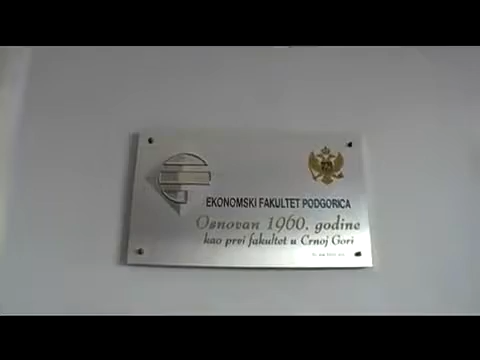 EKONOMSKI FAKULTET PODGORICA
Osnovan 1960. godine
kao prvi fakultet u Crnoj Gori